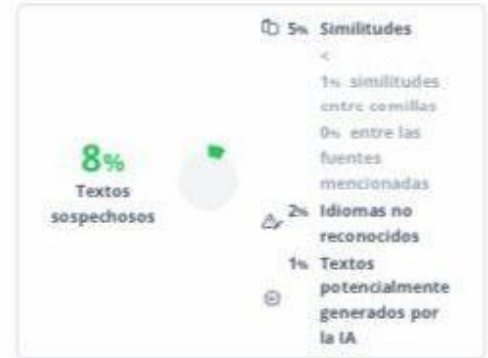 8%
Textos
sospechosos
5% Similitudes
<
1% similitudes
entre comillas
0% entre las
fuentes
mencionadas
2% Idiomas no
reconocidos
1% Textos
potencialmente
generados por
la IA